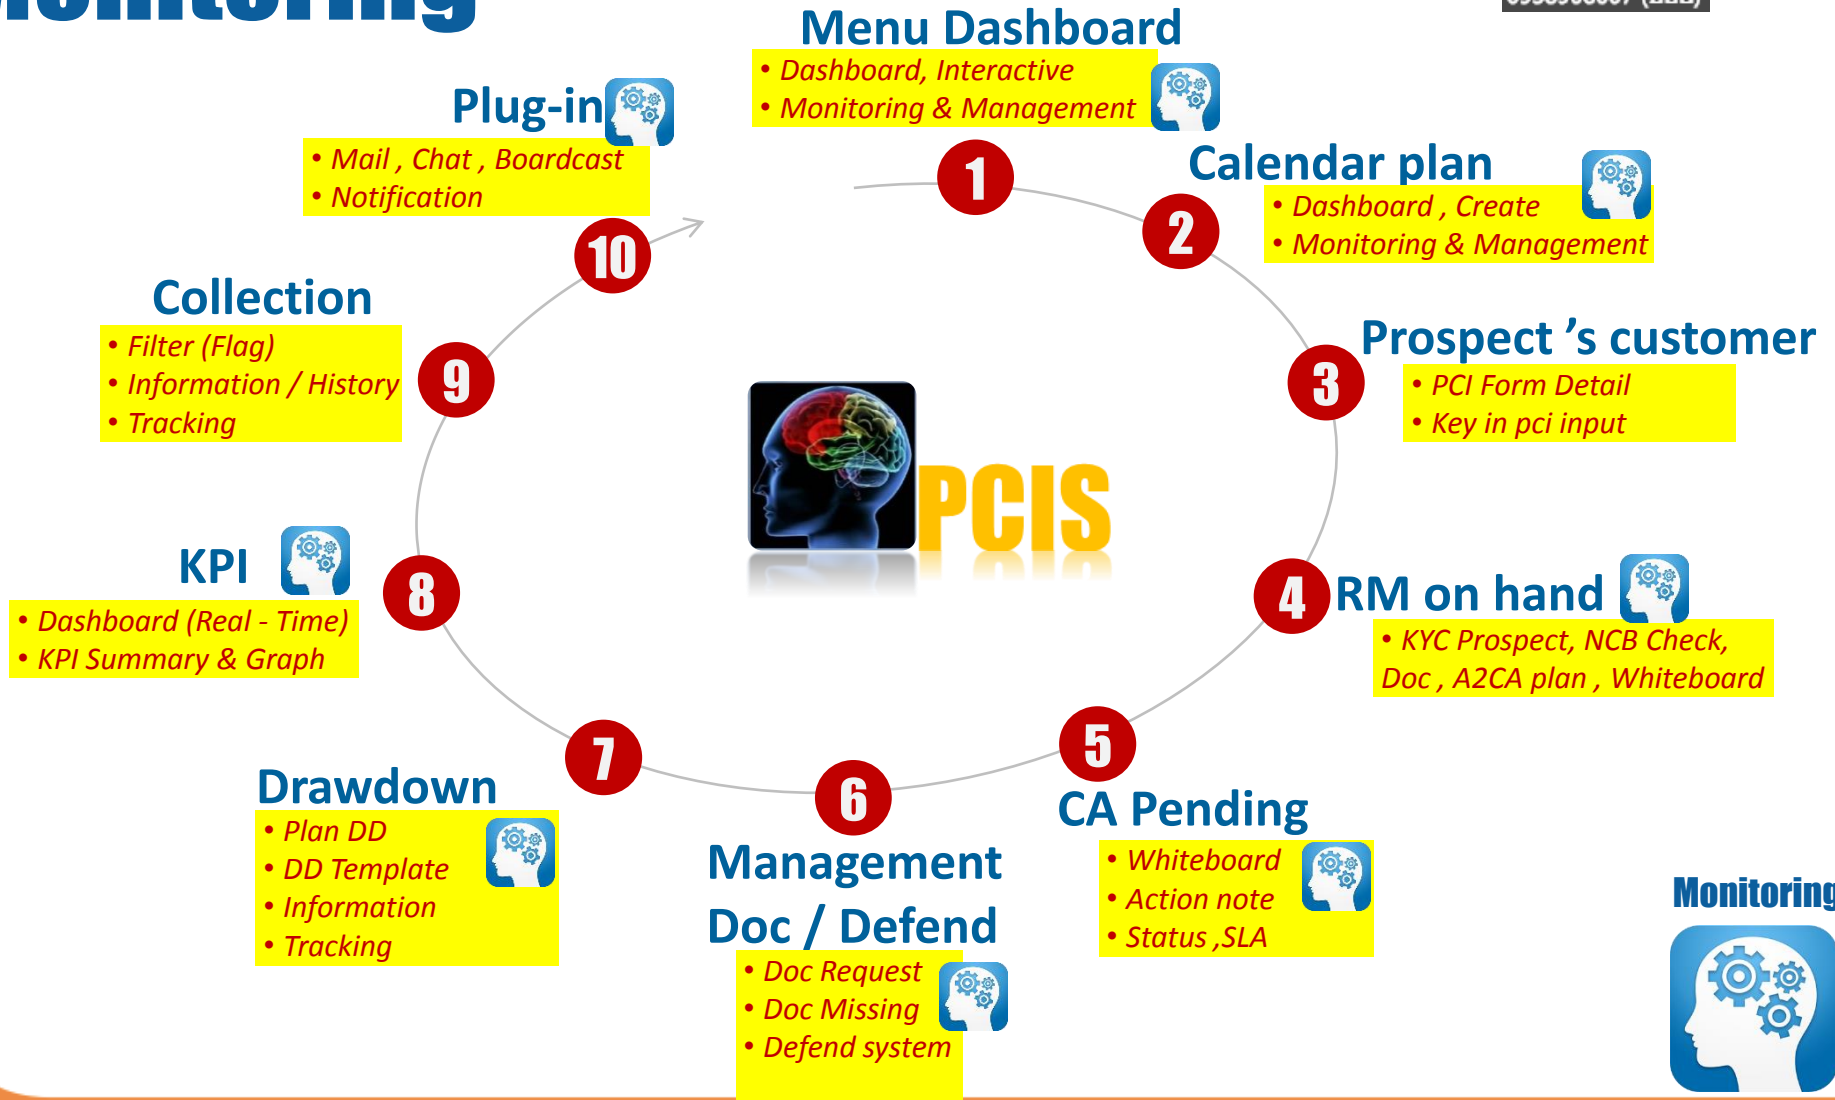 Monitoring
Menu Dashboard
• Dashboard, Interactive
• Monitoring & Management
Plug-in
• Mail , Chat , Boardcast
• Notification
1
Calendar plan
• Dashboard , Create
• Monitoring & Management
2
10
Collection
• Filter (Flag)
• Information / History
• Tracking
9
Prospect ’s customer
• PCI Form Detail
• Key in pci input
3
PCIS
KPI
• Dashboard (Real - Time)
• KPI Summary & Graph
8
4
RM on hand
• KYC Prospect, NCB Check,
Doc , A2CA plan , Whiteboard
7
Drawdown
• Plan DD
• DD Template
• Information
• Tracking
6
Management
Doc / Defend
• Doc Request
• Doc Missing
• Defend system
5
CA Pending
• Whiteboard
• Action note
• Status ,SLA
Monitoring